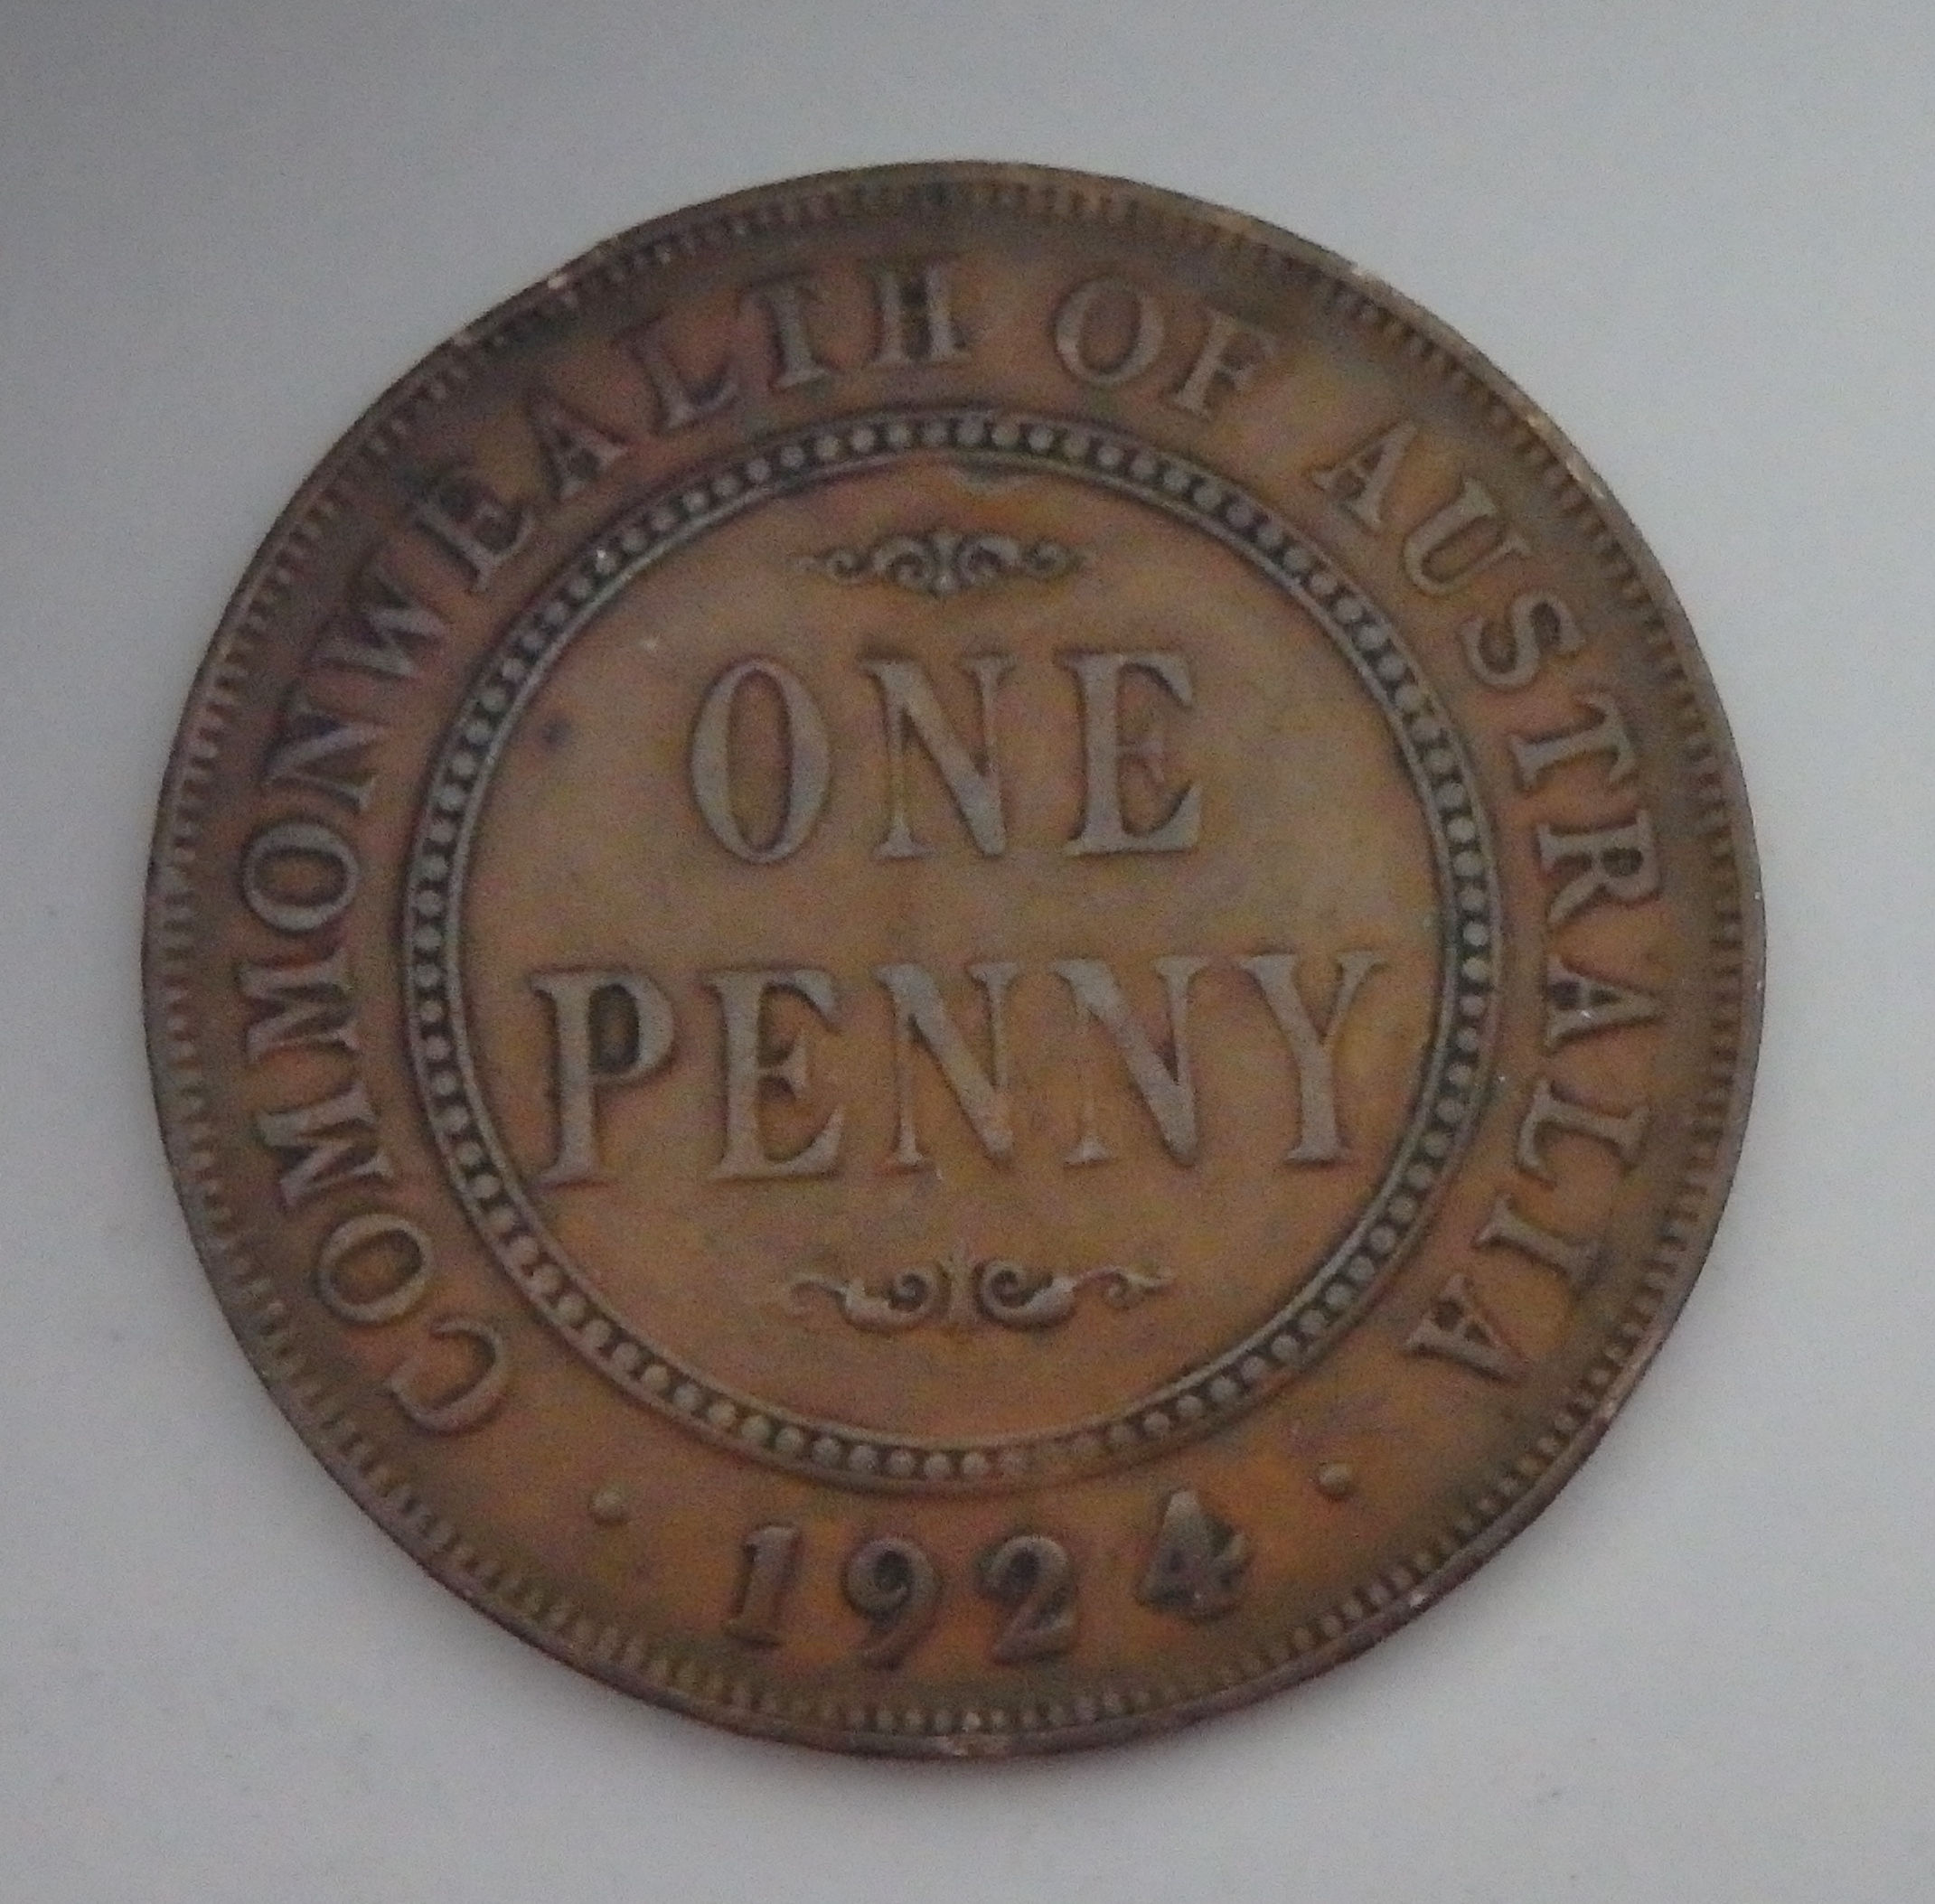 COMMONWEALTH OF AUSTRALIA
ONE
PENNY
· 1924 ·